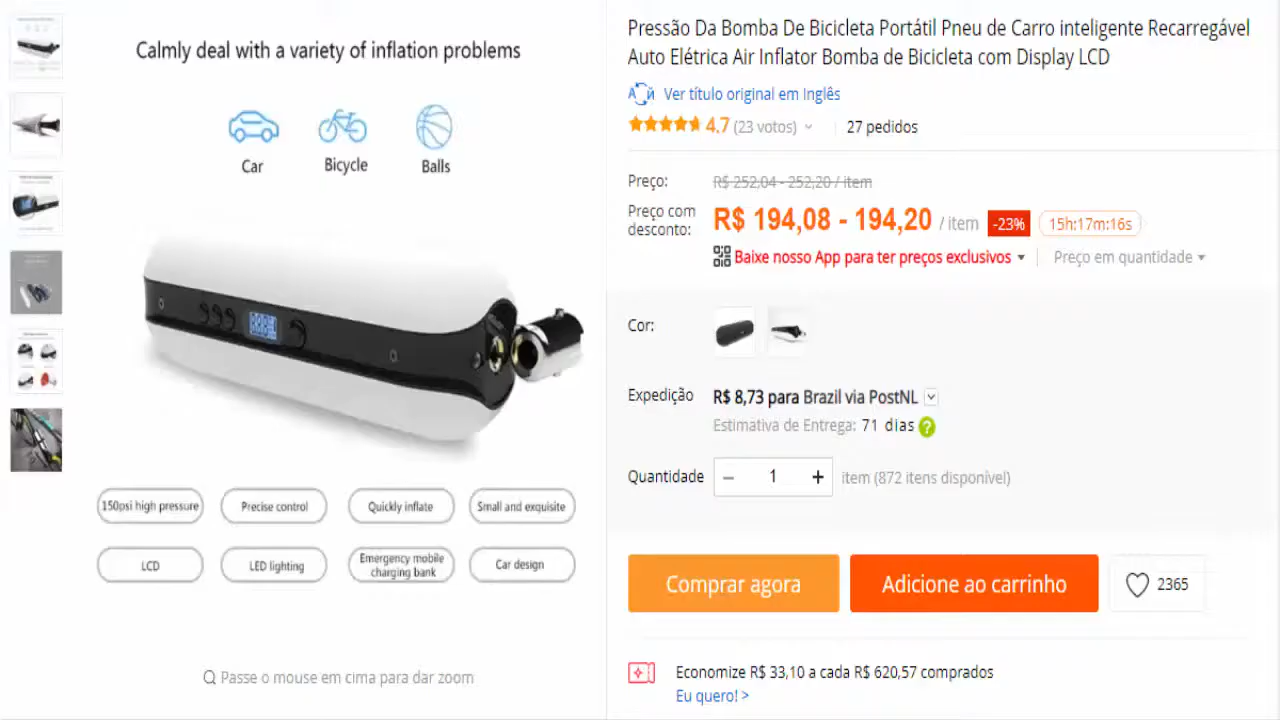 Calmly deal with a variety of inflation problems
Car
Bicycle
Balls
150psi high pressure
Precise control
Quickly inflate
Small and exquisite
LCD
LED lighting
Emergency mobile
charging bank
Car design
Passe o mouse em cima para dar zoom
Pressão Da Bomba De Bicicleta Portátil Pneu de Carro inteligente Recarregável
Auto Elétrica Air Inflator Bomba de Bicicleta com Display LCD
Ver título original em Inglês
4.7 (23 votos)
27 pedidos
Preço:
R$ 252,04 - 252,20 / item
Preço com
desconto:
R$ 194,08 - 194,20 / item
-23%
15h:17m:16s
Baixe nosso App para ter preços exclusivos
Preço em quantidade
Cor:
Expedição
R$ 8,73 para Brazil via PostNL
Estimativa de Entrega: 71 dias ?
Quantidade
− 1 +
item (872 itens disponível)
Comprar agora
Adicione ao carrinho
2365
Economize R$ 33,10 a cada R$ 620,57 comprados
Eu quero! >